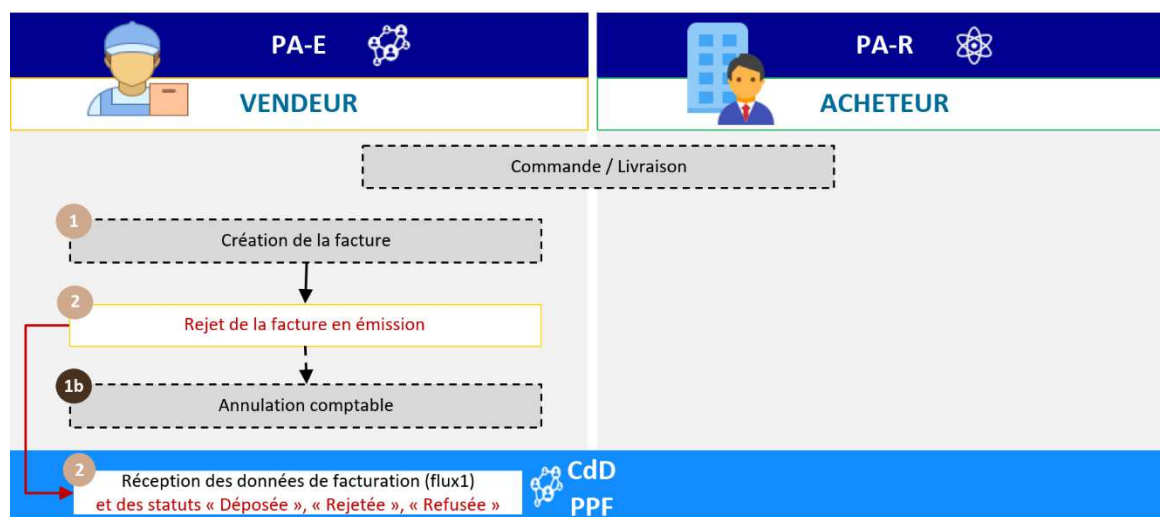 PA-E
VENDEUR
PA-R
ACHETEUR
Commande / Livraison
1
Création de la facture
2
Rejet de la facture en émission
1b
Annulation comptable
2
Réception des données de facturation (flux1)
et des statuts « Déposée », « Rejetée », « Refusée »
CdD
PPF